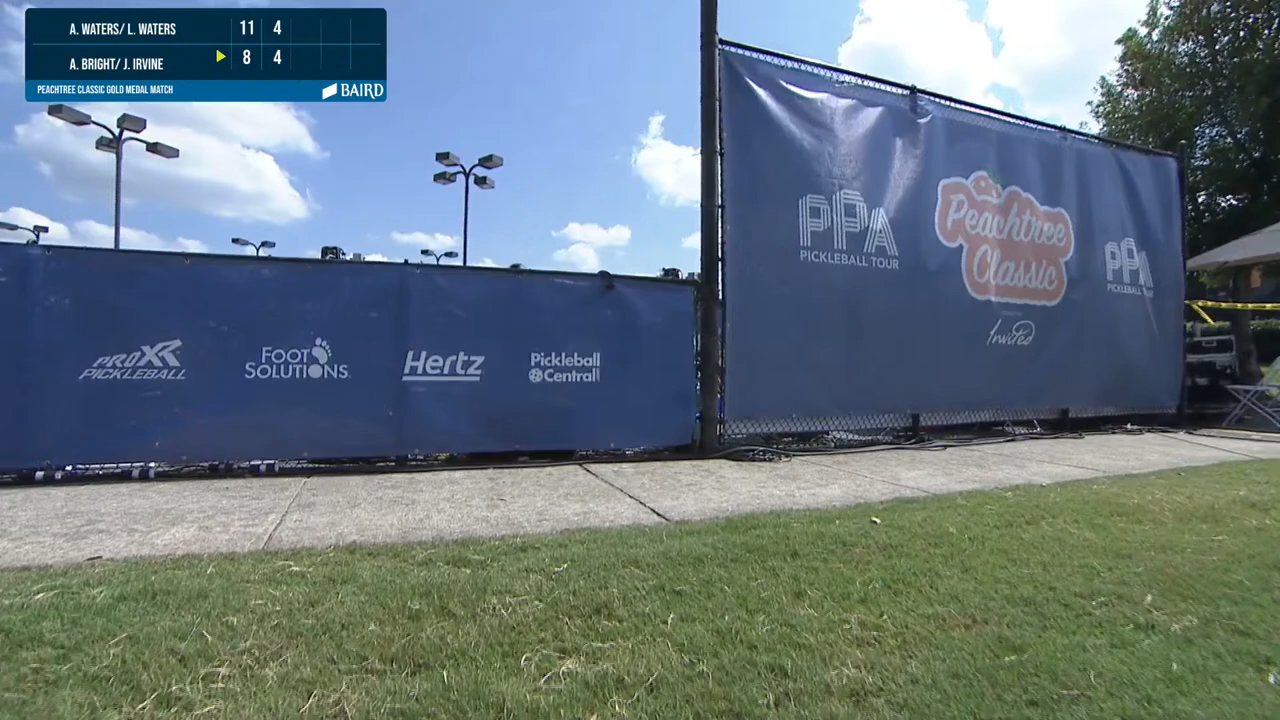 A. WATERS/ L. WATERS 11 4
A. BRIGHT/ J. IRVINE 8 4
PEACHTREE CLASSIC GOLD MEDAL MATCH BAIRD
PPA
PICKLEBALL TOUR
Peachtree
Classic
PPA
PICKLEBALL TOUR
Invited
PROXR
PICKLEBALL
FOOT
SOLUTIONS
Hertz
Pickleball
Central